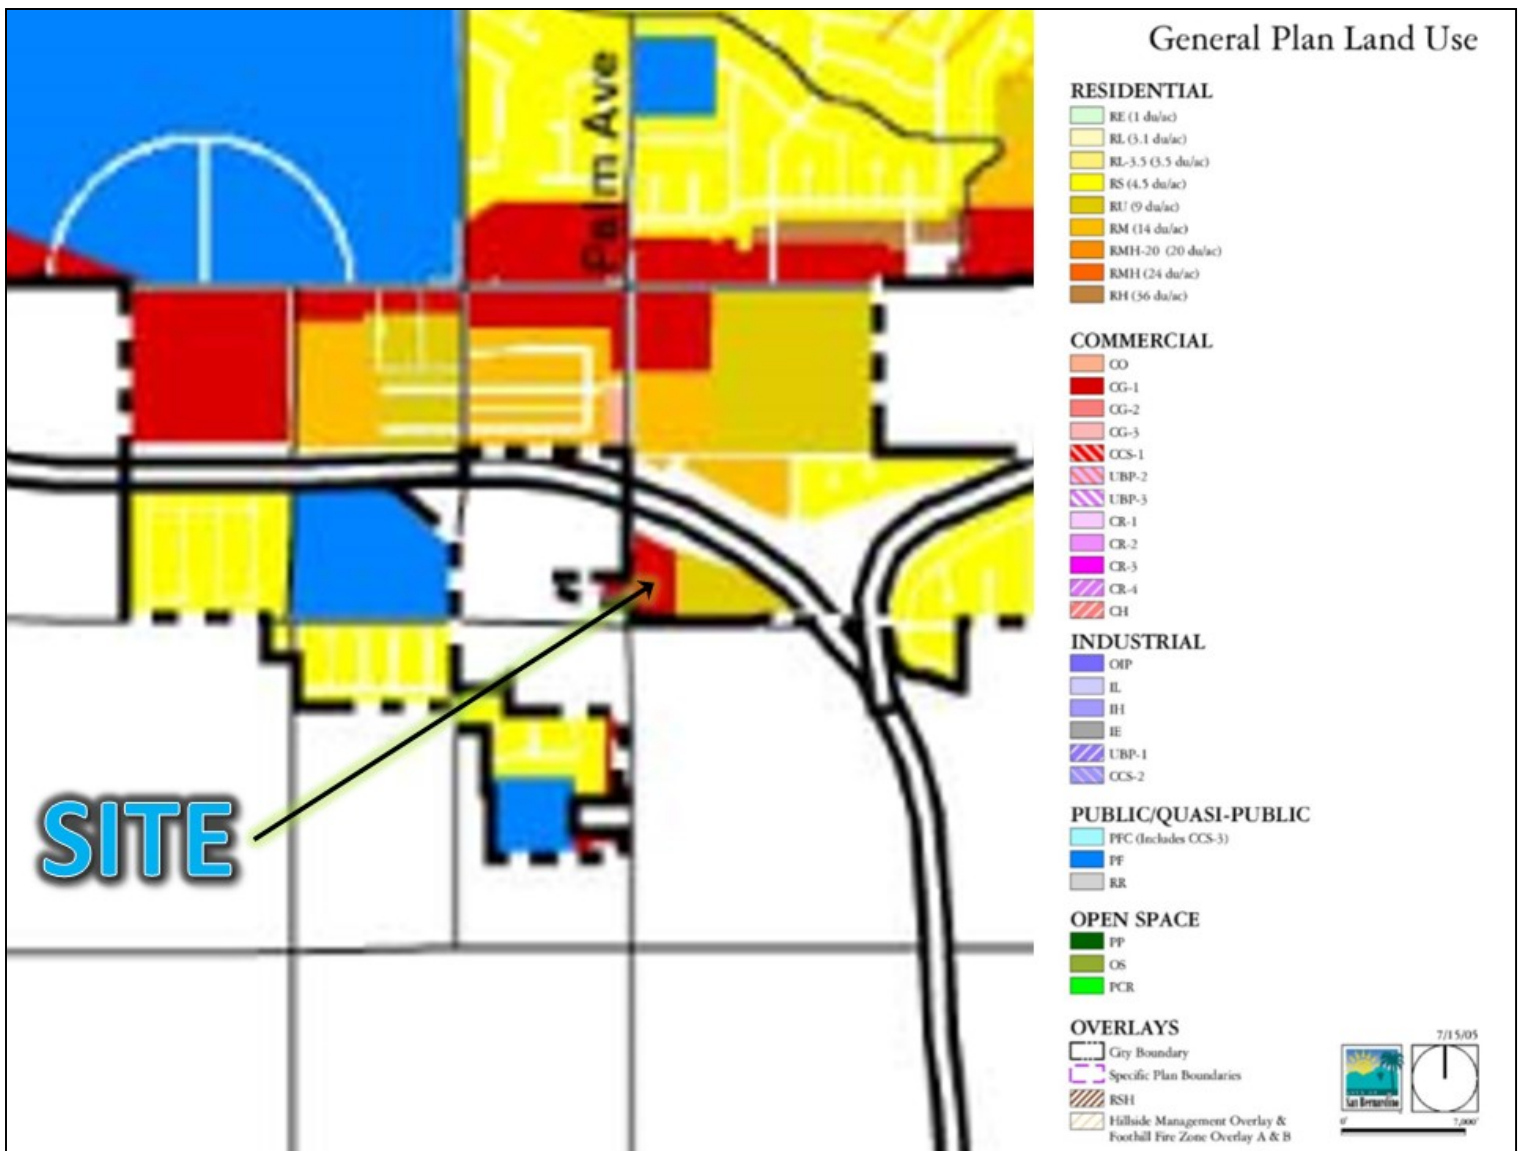 General Plan Land Use
RESIDENTIAL
RE (1 du/ac)
RL (3.1 du/ac)
RL-3.5 (3.5 du/ac)
RS (4.5 du/ac)
RU (9 du/ac)
RM (14 du/ac)
RMH-20 (20 du/ac)
RMH (24 du/ac)
RH (36 du/ac)
COMMERCIAL
CO
CG-1
CG-2
CG-3
CCS-1
UBP-2
UBP-3
CR-1
CR-2
CR-3
CR-4
CH
INDUSTRIAL
OIP
IL
IH
IE
UBP-1
CCS-2
PUBLIC/QUASI-PUBLIC
PFC (Includes CCS-3)
PF
RR
OPEN SPACE
PP
OS
PCR
OVERLAYS
City Boundary
Specific Plan Boundaries
RSH
Hillside Management Overlay &
Foothill Fire Zone Overlay A & B
7/15/05
San Bernardino
0'
7,000'
Palm Ave
SITE